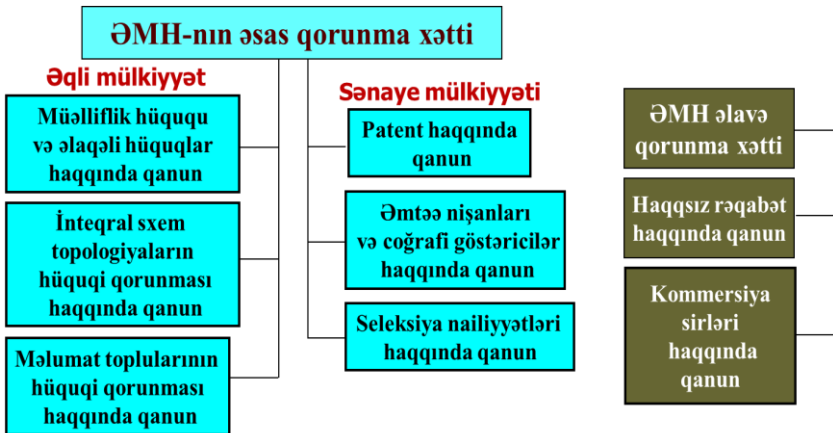 ƏMH-nın əsas qorunma xətti
Əqli mülkiyyət
Müəlliflik hüququ
və əlaqəli hüquqlar
haqqında qanun
İnteqral sxem
topologiyaların
hüquqi qorunması
haqqında qanun
Məlumat toplularının
hüquqi qorunması
haqqında qanun
Sənaye mülkiyyəti
Patent haqqında
qanun
Əmtəə nişanları
və coğrafi göstəricilər
haqqında qanun
Seleksiya nailiyyətləri
haqqında qanun
ƏMH əlavə
qorunma xətti
Haqqsız rəqabət
haqqında qanun
Kommersiya
sirləri
haqqında
qanun